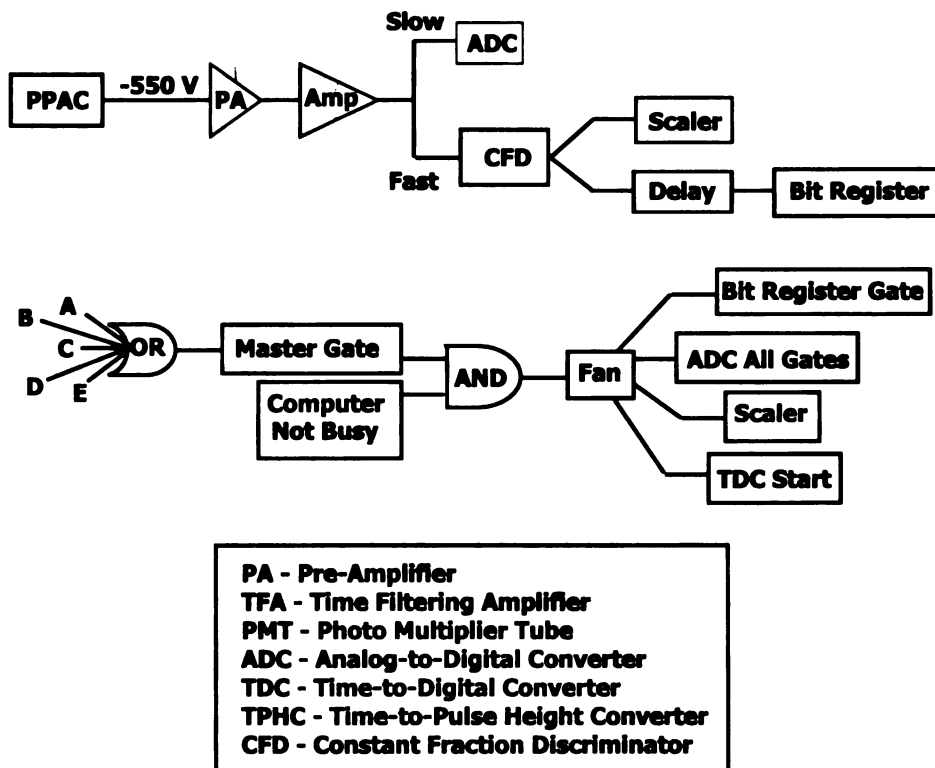 Slow
ADC
PPAC
-550 V
PA
Amp
Fast
CFD
Scaler
Delay
Bit Register
A
B
C
D
E
OR
Master Gate
Computer
Not Busy
AND
Fan
Bit Register Gate
ADC All Gates
Scaler
TDC Start
PA - Pre-Amplifier
TFA - Time Filtering Amplifier
PMT - Photo Multiplier Tube
ADC - Analog-to-Digital Converter
TDC - Time-to-Digital Converter
TPHC - Time-to-Pulse Height Converter
CFD - Constant Fraction Discriminator